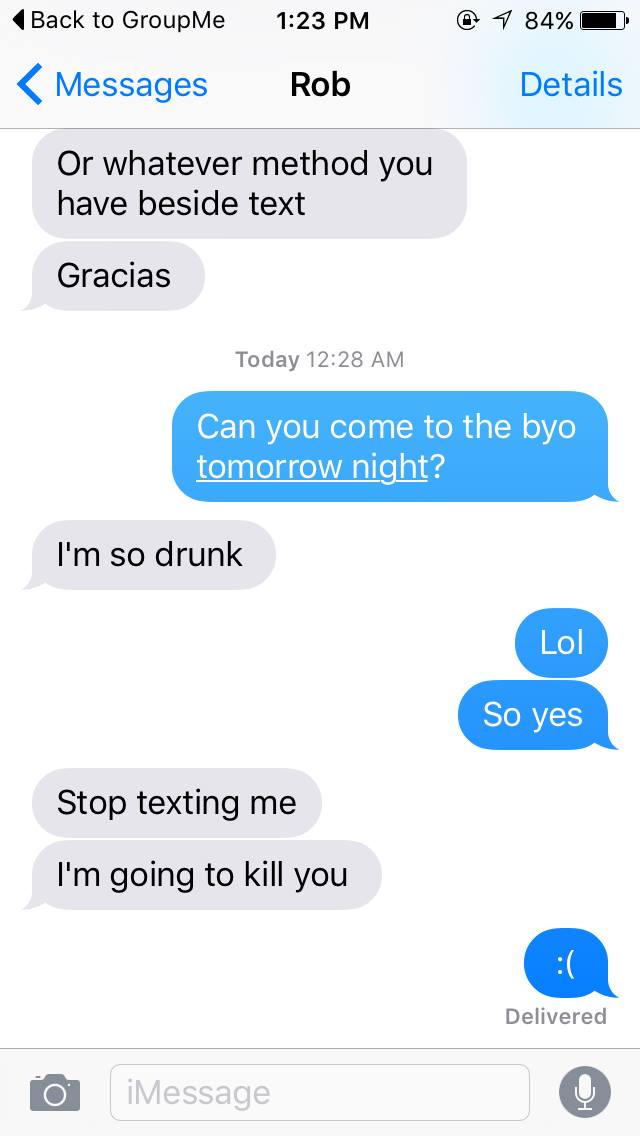 Back to GroupMe 1:23 PM 84%
Messages Rob Details
Or whatever method you
have beside text
Gracias
Today 12:28 AM
Can you come to the byo
tomorrow night?
I'm so drunk
Lol
So yes
Stop texting me
I'm going to kill you
:(
Delivered
iMessage